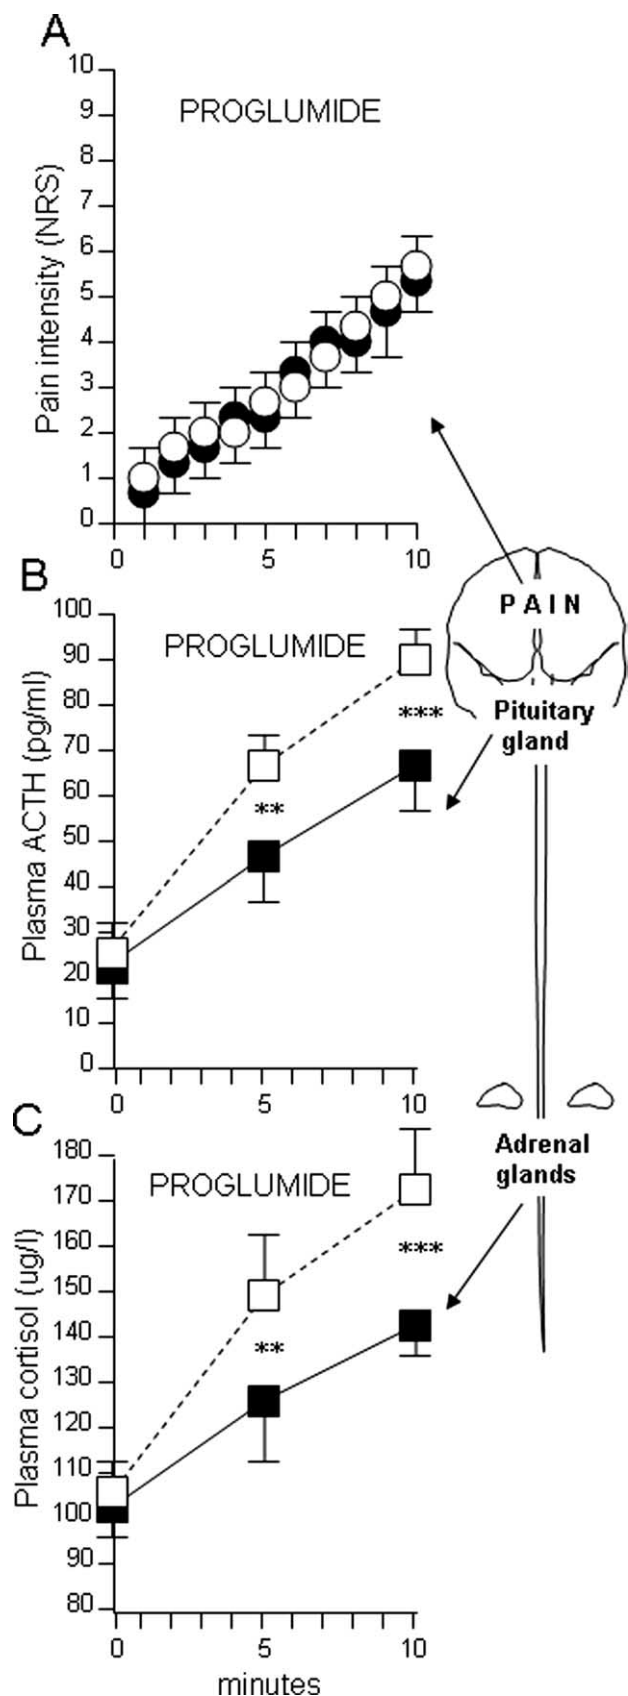 A
PROGLUMIDE
Pain intensity (NRS)
10
9
8
7
6
5
4
3
2
1
0
0 5 10
B
PROGLUMIDE
Plasma ACTH (pg/ml)
100
90
80
70
60
50
40
30
20
10
0
**
***
0 5 10
PAIN
Pituitary
gland
C
PROGLUMIDE
Plasma cortisol (ug/l)
180
170
160
150
140
130
120
110
100
90
80
**
***
0 5 10
minutes
Adrenal
glands